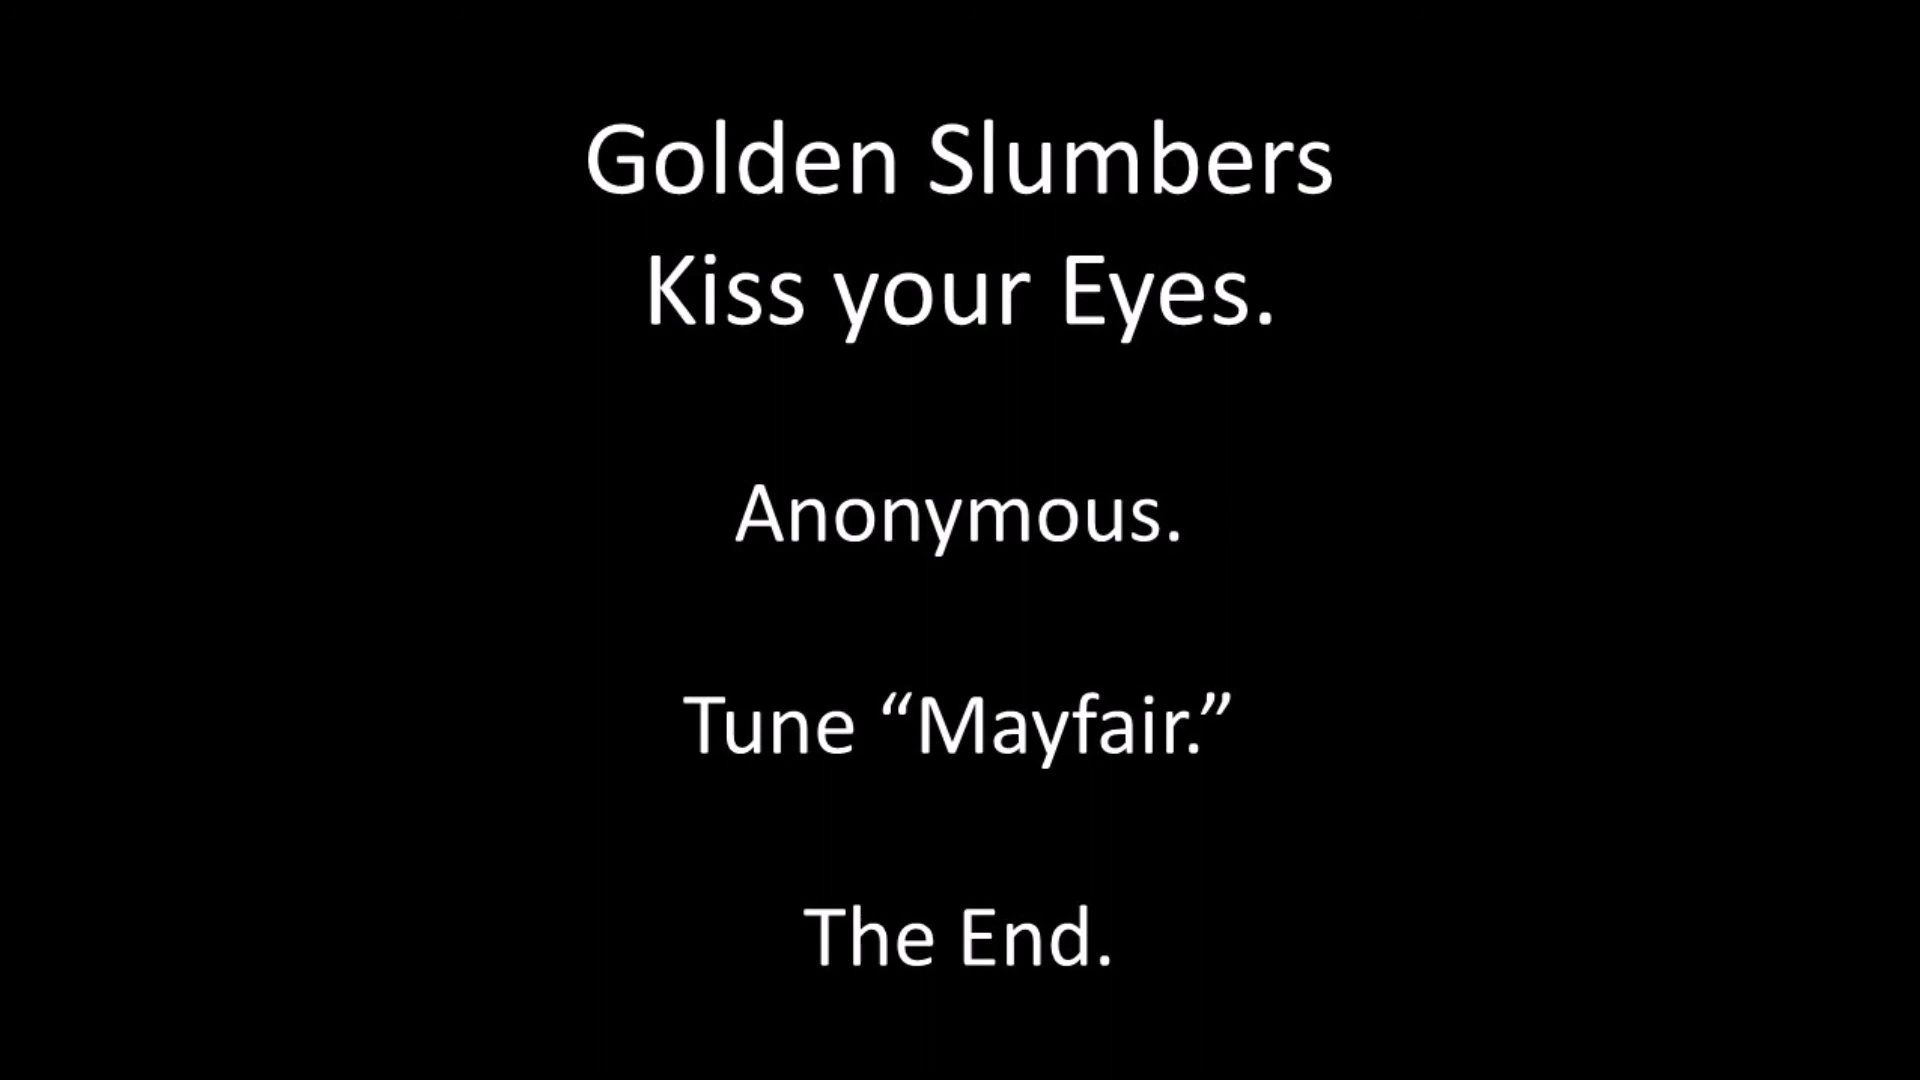 Golden Slumbers
Kiss your Eyes.
Anonymous.
Tune “Mayfair.”
The End.